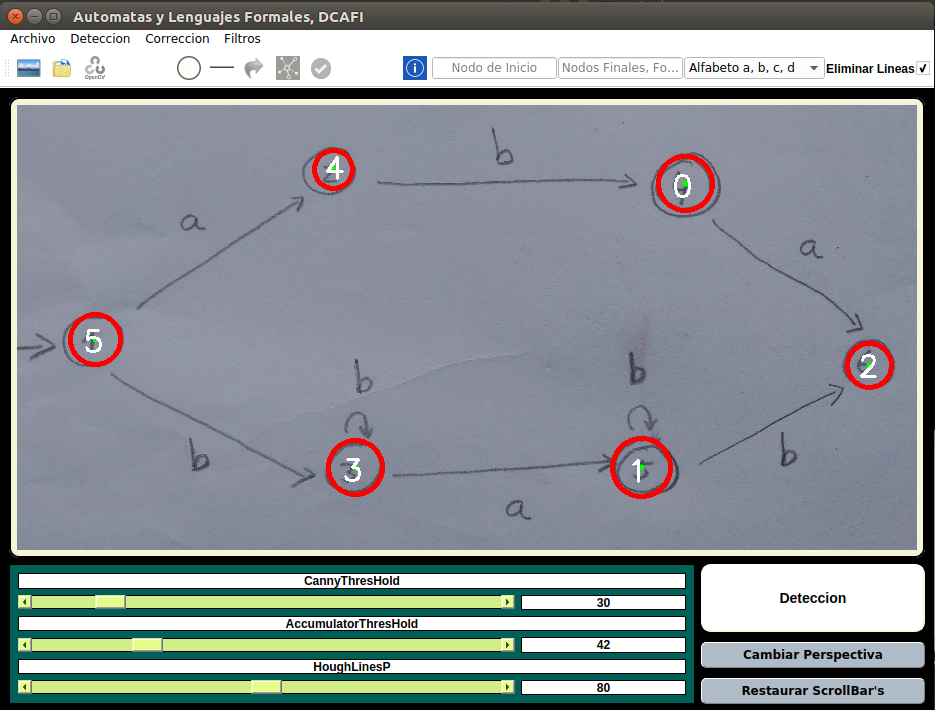 Automatas y Lenguajes Formales, DCAFI
Archivo Deteccion Correccion Filtros
OpenCV
i Nodo de Inicio Nodos Finales, Fo... Alfabeto a, b, c, d Eliminar Lineas
b
4
0
a
a
5
2
b
b
b
3
1
b
a
CannyThresHold
30
AccumulatorThresHold
42
HoughLinesP
80
Deteccion
Cambiar Perspectiva
Restaurar ScrollBar's